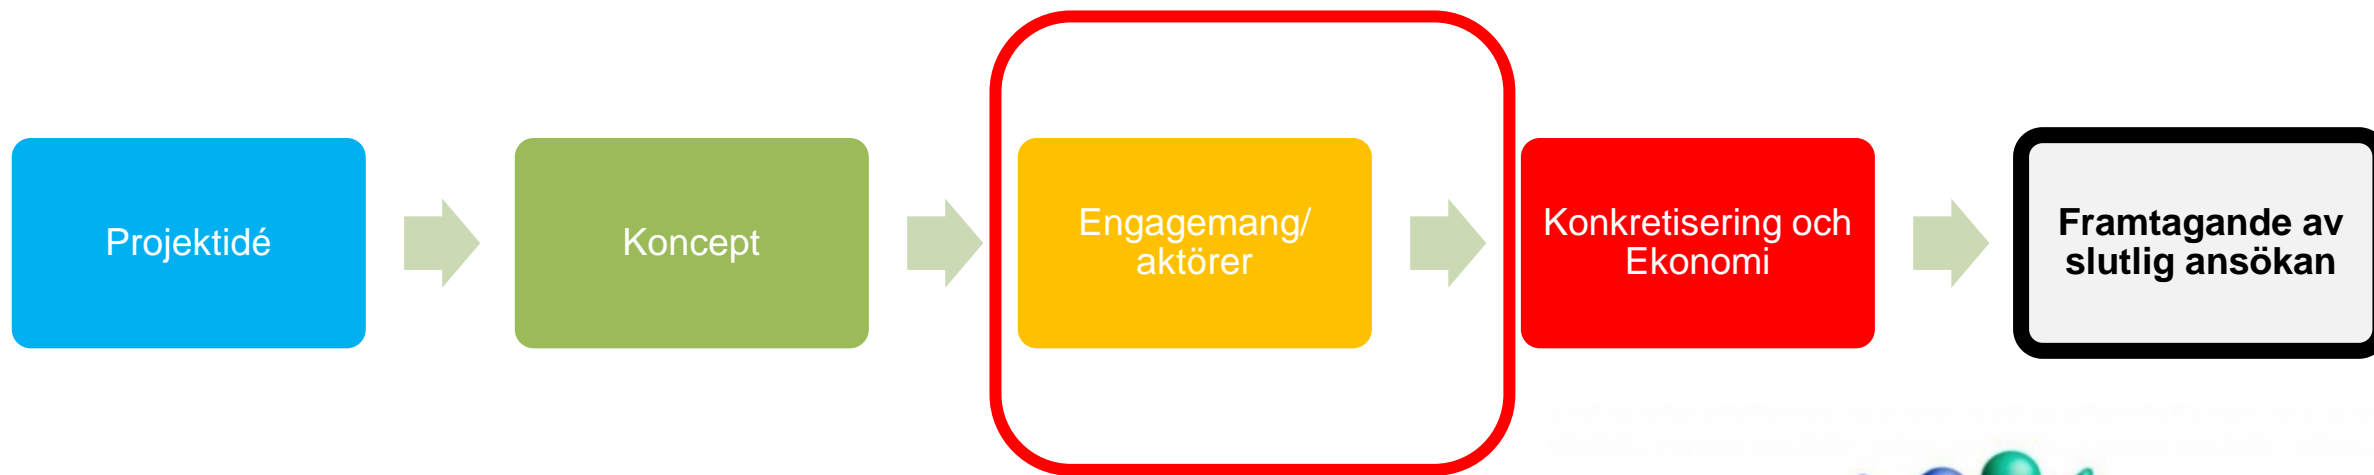 Projektidé
Koncept
Engagemang/
aktörer
Konkretisering och
Ekonomi
Framtagande av
slutlig ansökan